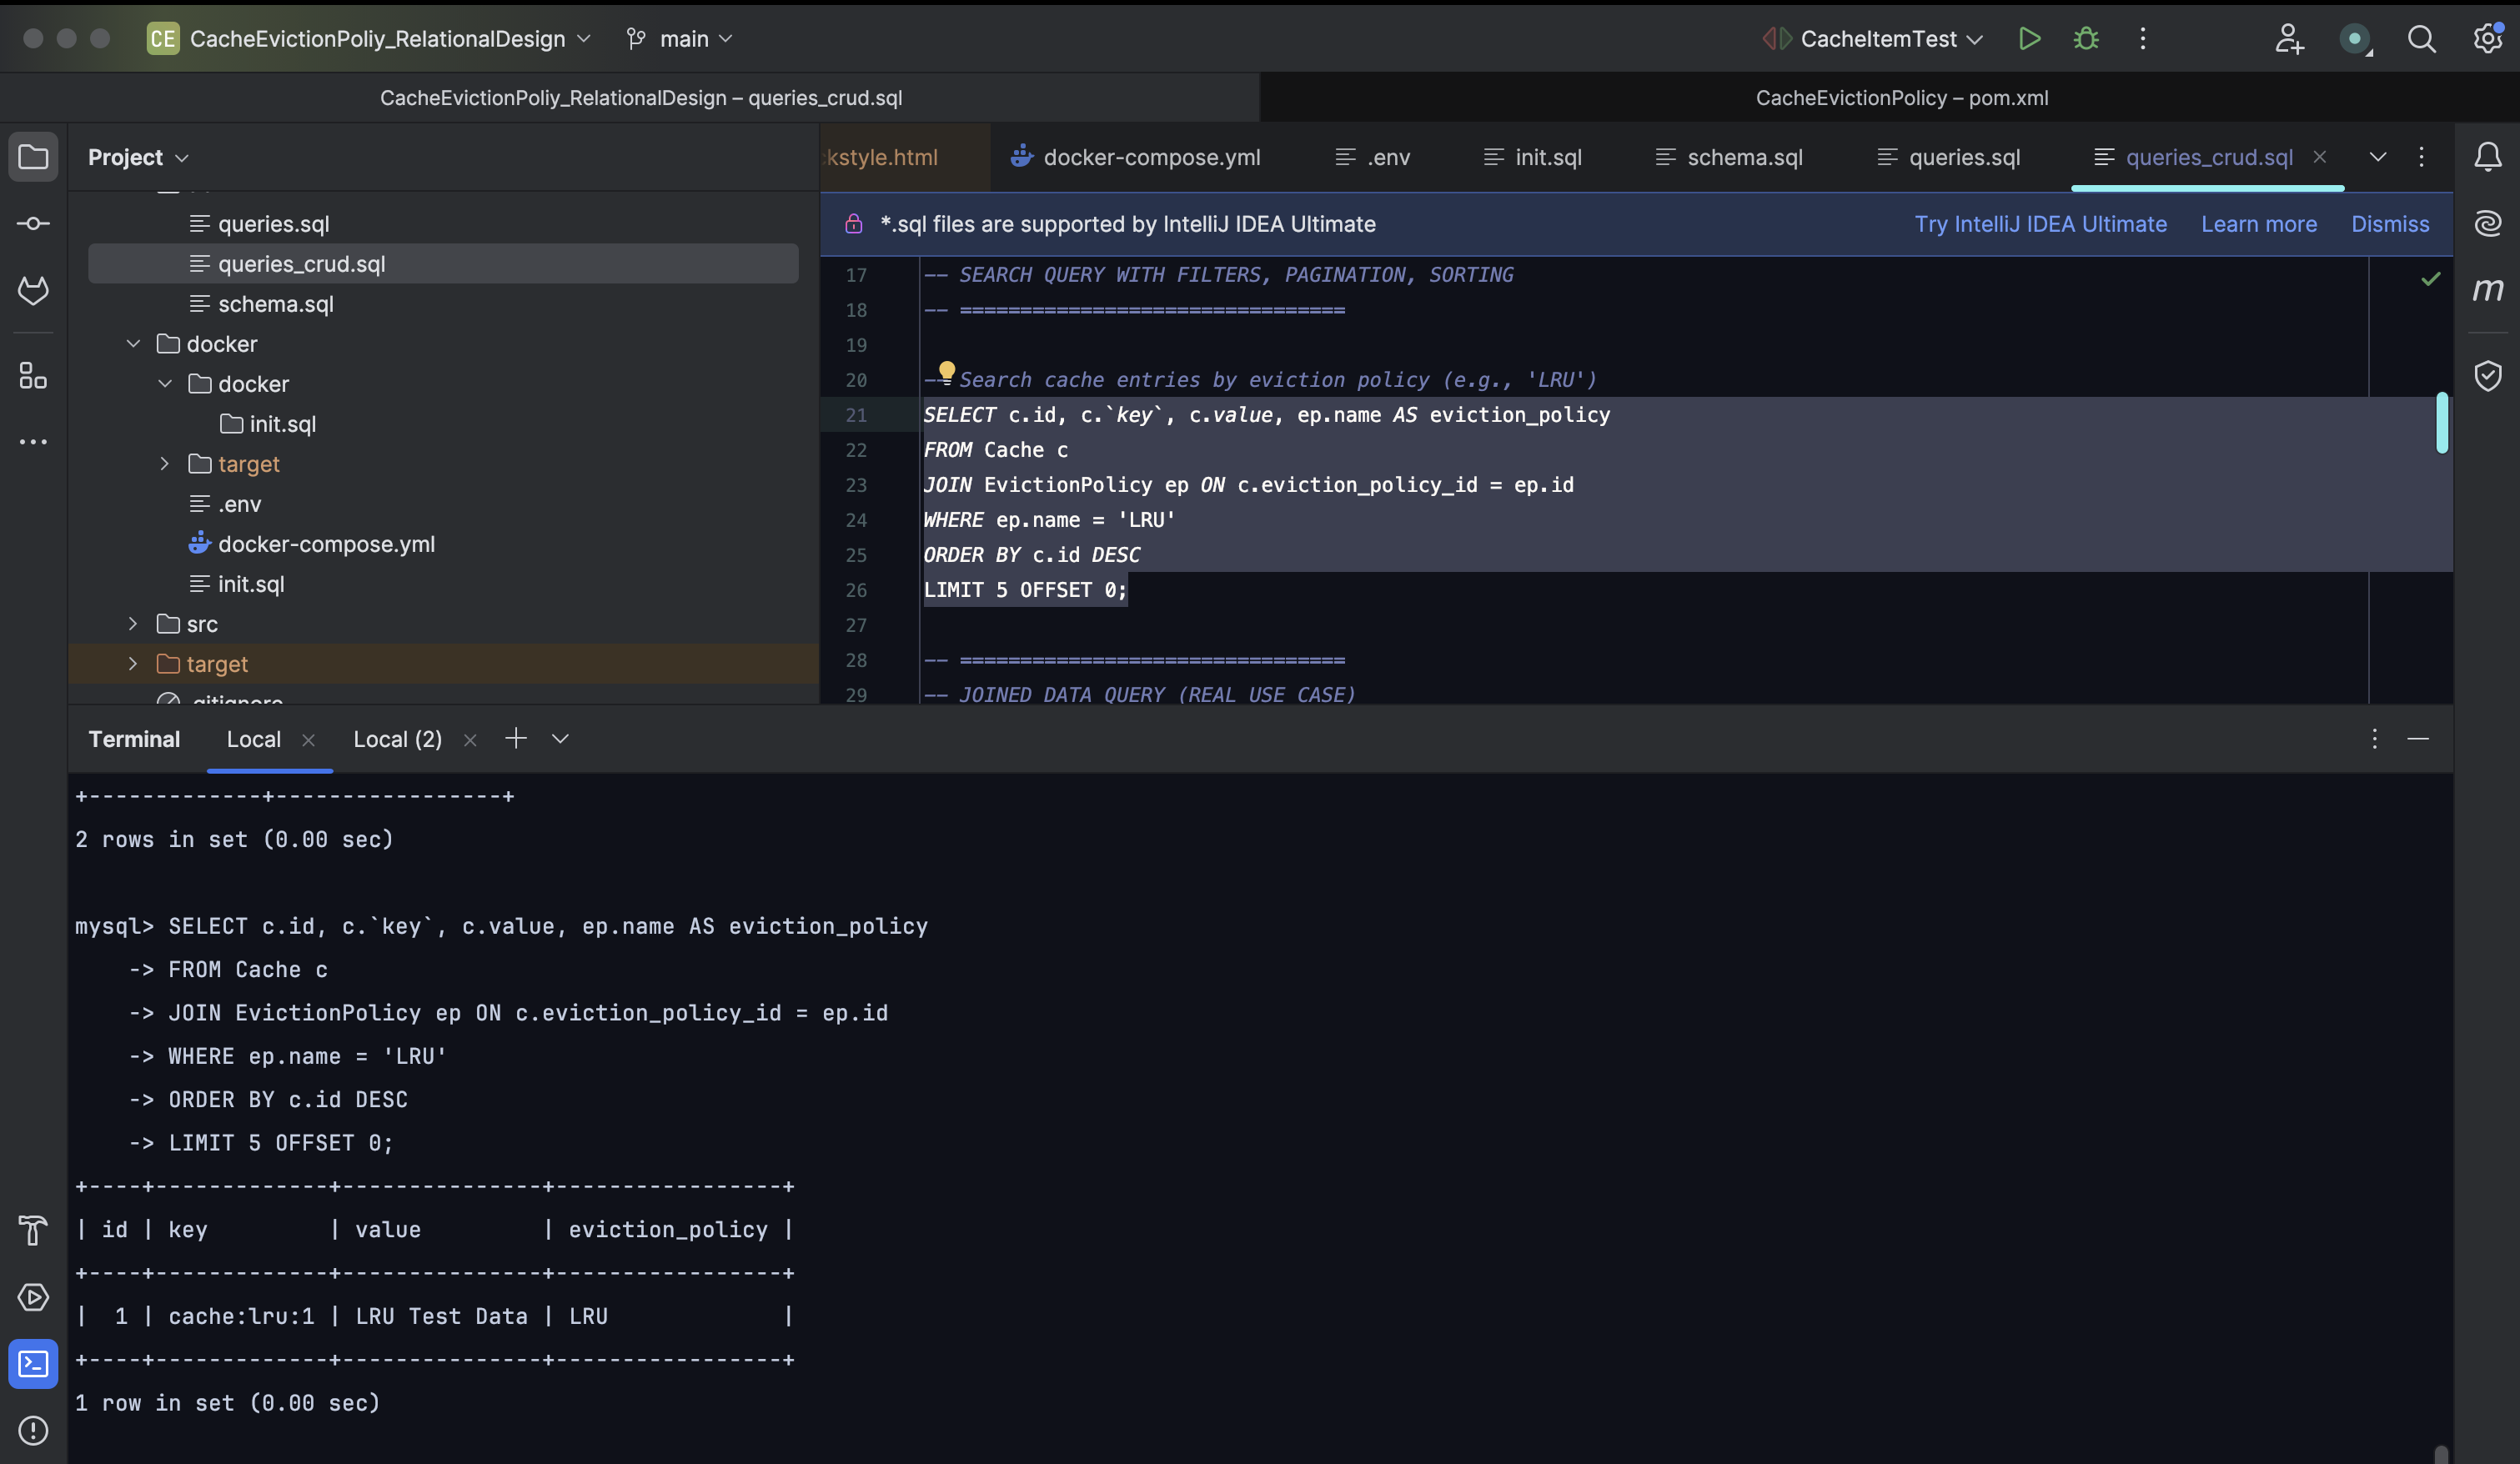 CE CacheEvictionPoliy_RelationalDesign main CacheItemTest
CacheEvictionPoliy_RelationalDesign – queries_crud.sql CacheEvictionPolicy – pom.xml
Project
queries.sql
queries_crud.sql
schema.sql
docker
docker
init.sql
target
.env
docker-compose.yml
init.sql
src
target
.gitignore
kstyle.html docker-compose.yml .env init.sql schema.sql queries.sql queries_crud.sql
*.sql files are supported by IntelliJ IDEA Ultimate Try IntelliJ IDEA Ultimate Learn more Dismiss
17 -- SEARCH QUERY WITH FILTERS, PAGINATION, SORTING
18 -- ================================
19
20 -- Search cache entries by eviction policy (e.g., 'LRU')
21 SELECT c.id, c.`key`, c.value, ep.name AS eviction_policy
22 FROM Cache c
23 JOIN EvictionPolicy ep ON c.eviction_policy_id = ep.id
24 WHERE ep.name = 'LRU'
25 ORDER BY c.id DESC
26 LIMIT 5 OFFSET 0;
27
28 -- ================================
29 -- JOINED DATA QUERY (REAL USE CASE)
m
Terminal Local Local (2)
+-------------+-----------------+
2 rows in set (0.00 sec)
mysql> SELECT c.id, c.`key`, c.value, ep.name AS eviction_policy
-> FROM Cache c
-> JOIN EvictionPolicy ep ON c.eviction_policy_id = ep.id
-> WHERE ep.name = 'LRU'
-> ORDER BY c.id DESC
-> LIMIT 5 OFFSET 0;
+----+-------------+---------------+-----------------+
| id | key         | value         | eviction_policy |
+----+-------------+---------------+-----------------+
|  1 | cache:lru:1 | LRU Test Data | LRU             |
+----+-------------+---------------+-----------------+
1 row in set (0.00 sec)